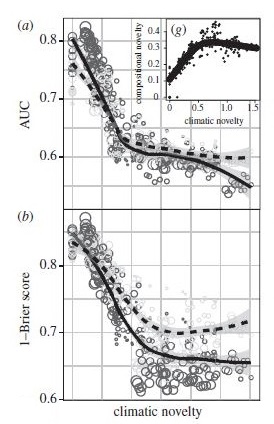 (a)
0.8
0.7
0.6
AUC
(g)
0.4
0.3
0.2
0.1
0
compositional novelty
0 0.5 1.0 1.5
climatic novelty
(b)
0.8
0.7
0.6
1–Brier score
climatic novelty